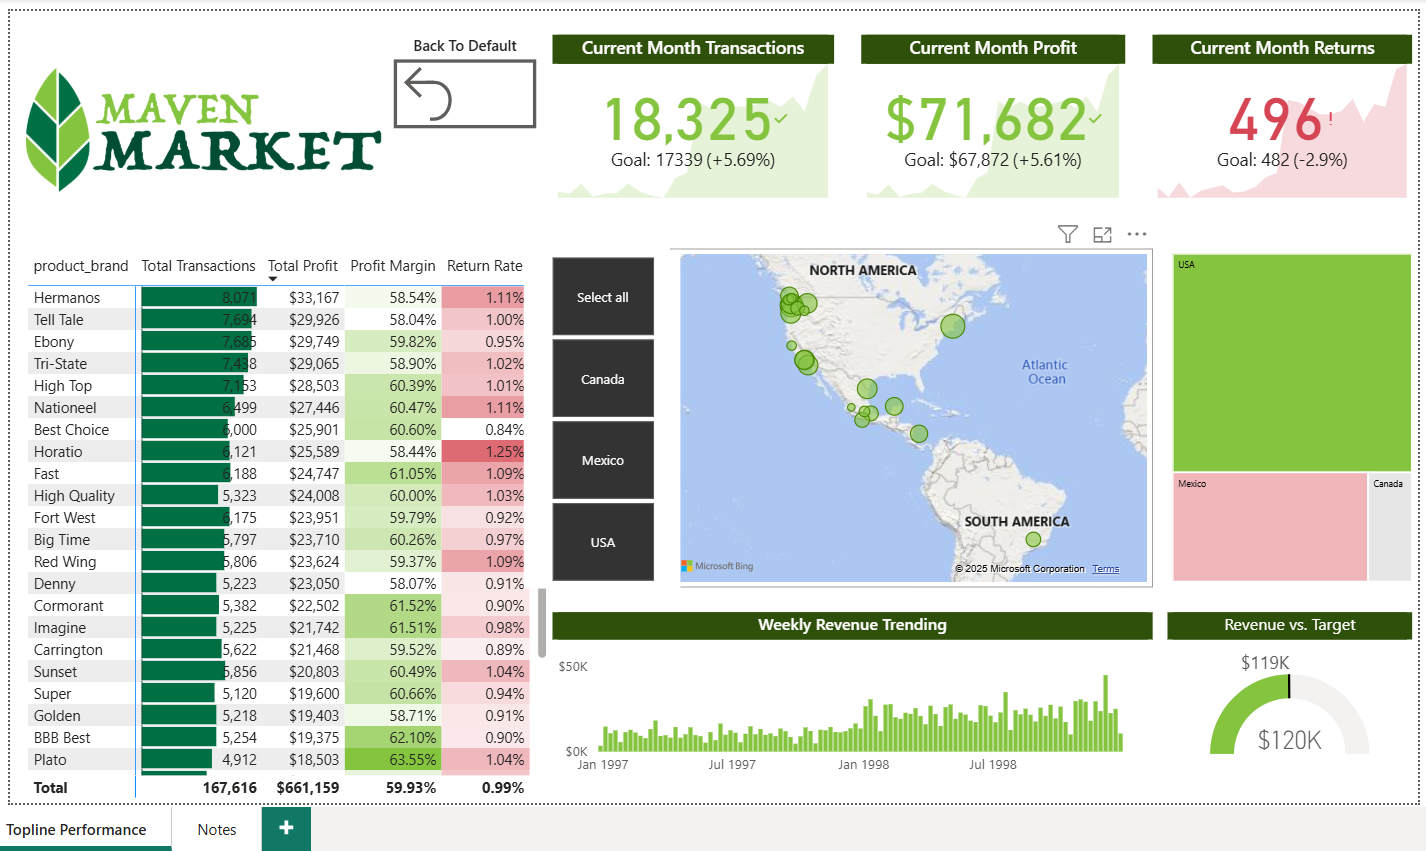 MAVEN
MARKET
Back To Default
Current Month Transactions
18,325
Goal: 17339 (+5.69%)
Current Month Profit
$71,682
Goal: $67,872 (+5.61%)
Current Month Returns
496!
Goal: 482 (-2.9%)
product_brand Total Transactions Total Profit Profit Margin Return Rate
Hermanos 8,071 $33,167 58.54% 1.11%
Tell Tale 7,694 $29,926 58.04% 1.00%
Ebony 7,685 $29,749 59.82% 0.95%
Tri-State 7,438 $29,065 58.90% 1.02%
High Top 7,153 $28,503 60.39% 1.01%
Nationeel 6,499 $27,446 60.47% 1.11%
Best Choice 6,000 $25,901 60.60% 0.84%
Horatio 6,121 $25,589 58.44% 1.25%
Fast 6,188 $24,747 61.05% 1.09%
High Quality 5,323 $24,008 60.00% 1.03%
Fort West 6,175 $23,951 59.79% 0.92%
Big Time 5,797 $23,710 60.26% 0.97%
Red Wing 5,806 $23,624 59.37% 1.09%
Denny 5,223 $23,050 58.07% 0.91%
Cormorant 5,382 $22,502 61.52% 0.90%
Imagine 5,225 $21,742 61.51% 0.98%
Carrington 5,622 $21,468 59.52% 0.89%
Sunset 5,856 $20,803 60.49% 1.04%
Super 5,120 $19,600 60.66% 0.94%
Golden 5,218 $19,403 58.71% 0.91%
BBB Best 5,254 $19,375 62.10% 0.90%
Plato 4,912 $18,503 63.55% 1.04%
Total 167,616 $661,159 59.93% 0.99%
Select all
Canada
Mexico
USA
NORTH AMERICA
Atlantic
Ocean
SOUTH AMERICA
Microsoft Bing
© 2025 Microsoft Corporation Terms
USA
Mexico
Canada
Weekly Revenue Trending
$50K
$0K
Jan 1997 Jul 1997 Jan 1998 Jul 1998
Revenue vs. Target
$119K
$120K
Topline Performance
Notes
+